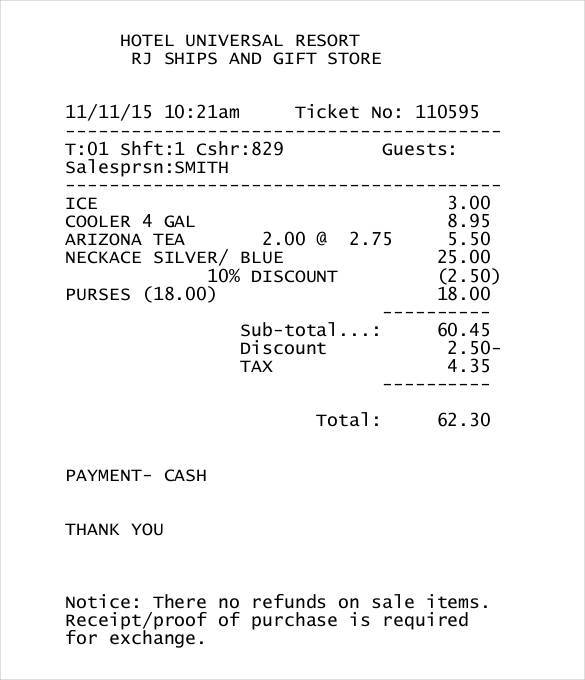 HOTEL UNIVERSAL RESORT
RJ SHIPS AND GIFT STORE
11/11/15 10:21am Ticket No: 110595
----------------------------------------
T:01 Shft:1 Cshr:829 Guests:
Salesprsn:SMITH
----------------------------------------
ICE 3.00
COOLER 4 GAL 8.95
ARIZONA TEA 2.00 @ 2.75 5.50
NECKACE SILVER/ BLUE 25.00
10% DISCOUNT (2.50)
PURSES (18.00) 18.00
----------
Sub-total...: 60.45
Discount 2.50-
TAX 4.35
----------
Total: 62.30
PAYMENT- CASH
THANK YOU
Notice: There no refunds on sale items.
Receipt/proof of purchase is required
for exchange.